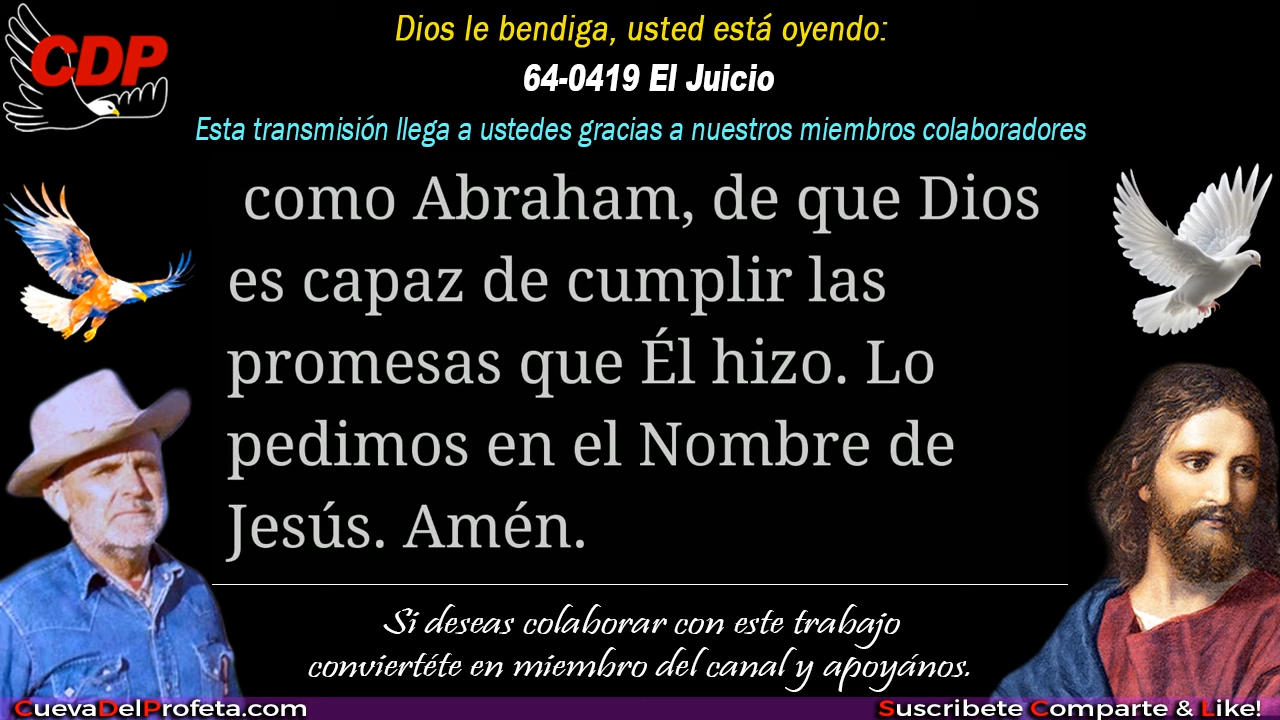 CDP
Dios le bendiga, usted está oyendo:
64-0419 El Juicio
Esta transmisión llega a ustedes gracias a nuestros miembros colaboradores
como Abraham, de que Dios
es capaz de cumplir las
promesas que Él hizo. Lo
pedimos en el Nombre de
Jesús. Amén.
Si deseas colaborar con este trabajo
conviertéte en miembro del canal y apoyános.
CuevaDelProfeta.com
Suscribete Comparte & Like!